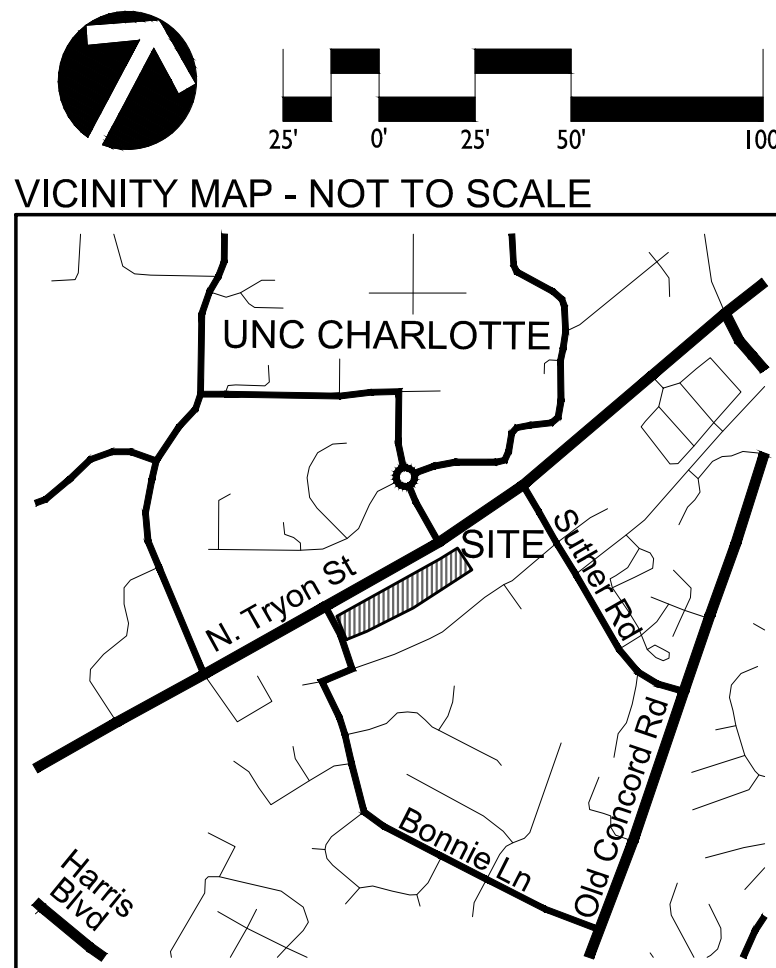 25' 0' 25' 50' 100
VICINITY MAP - NOT TO SCALE
UNC CHARLOTTE
SITE
Suther Rd
N. Tryon St
Old Concord Rd
Bonnie Ln
Harris
Blvd